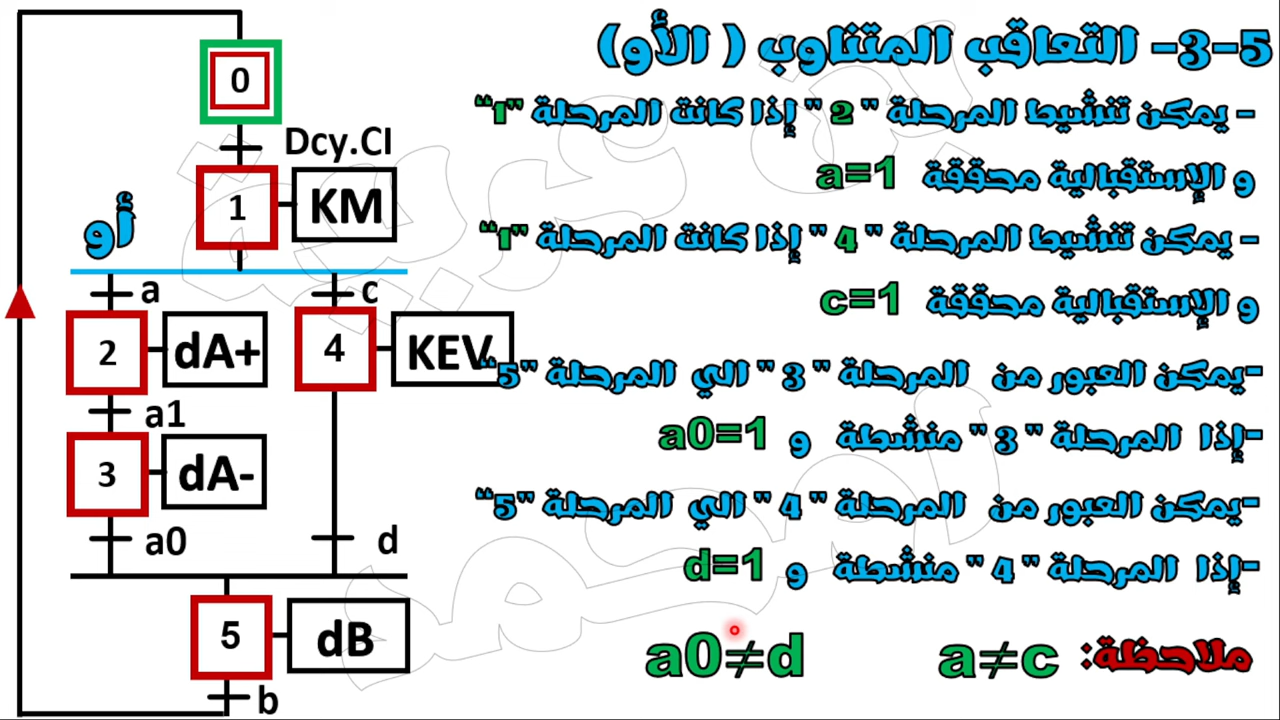 5-3- التعاقب المتناوب ( الأو)
- يمكن تنشيط المرحلة " 2 " إذا كانت المرحلة "1"
و الإستقبالية محققة a=1
- يمكن تنشيط المرحلة " 4 " إذا كانت المرحلة "1"
و الإستقبالية محققة c=1
-يمكن العبور من المرحلة " 3 " الي المرحلة "5"
-إذا المرحلة " 3 " منشطة و a0=1
-يمكن العبور من المرحلة " 4 " الي المرحلة "5"
-إذا المرحلة " 4 " منشطة و d=1
ملاحظة: a≠c a0≠d
0
Dcy.CI
1 KM
أو
a c
2 dA+ 4 KEV
a1
3 dA-
a0 d
5 dB
b